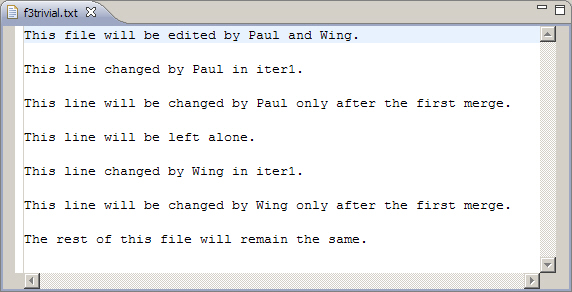 f3trivial.txt
This file will be edited by Paul and Wing.
This line changed by Paul in iter1.
This line will be changed by Paul only after the first merge.
This line will be left alone.
This line changed by Wing in iter1.
This line will be changed by Wing only after the first merge.
The rest of this file will remain the same.